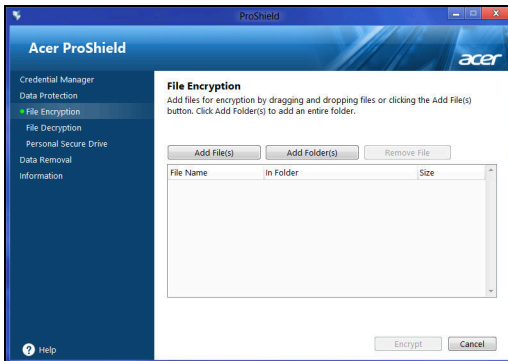 ProShield
Acer ProShield
acer
Credential Manager
Data Protection
File Encryption
File Decryption
Personal Secure Drive
Data Removal
Information
Help
File Encryption
Add files for encryption by dragging and dropping files or clicking the Add File(s)
button. Click Add Folder(s) to add an entire folder.
Add File(s) Add Folder(s) Remove File
File Name In Folder Size
Encrypt Cancel